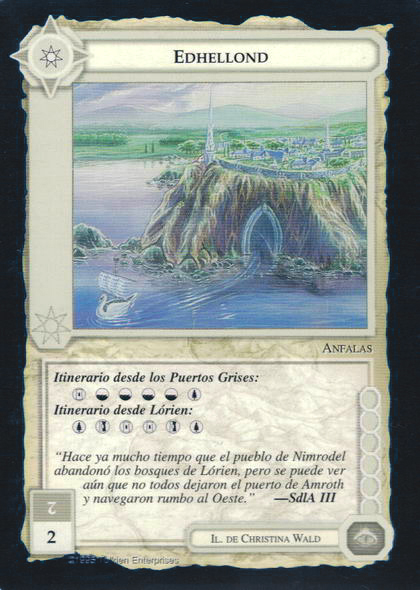 EDHELLOND
ANFALAS
Itinerario desde los Puertos Grises:
Itinerario desde Lórien:
“Hace ya mucho tiempo que el pueblo de Nimrodel
abandonó los bosques de Lórien, pero se puede ver
aún que no todos dejaron el puerto de Amroth
y navegaron rumbo al Oeste.” —SdlA III
2
2
IL. DE CHRISTINA WALD
©1995 Tolkien Enterprises